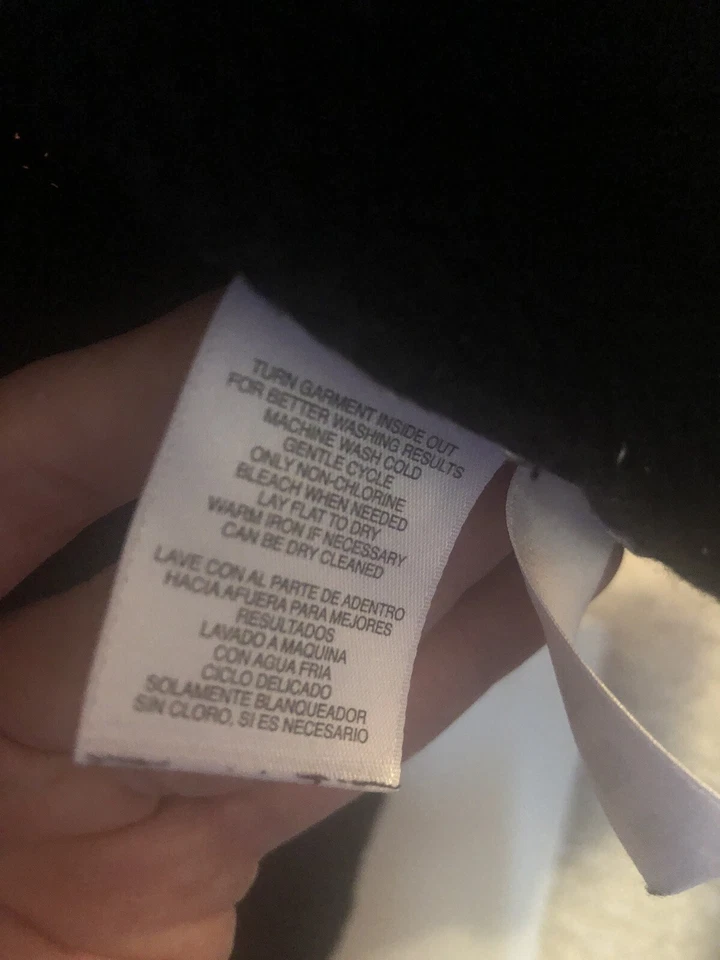 TURN GARMENT INSIDE OUT
FOR BETTER WASHING RESULTS
MACHINE WASH COLD
GENTLE CYCLE
ONLY NON-CHLORINE
BLEACH WHEN NEEDED
LAY FLAT TO DRY
WARM IRON IF NECESSARY
CAN BE DRY CLEANED
LAVE CON AL PARTE DE ADENTRO
HACIA AFUERA PARA MEJORES
RESULTADOS
LAVADO A MAQUINA
CON AGUA FRIA
CICLO DELICADO
SOLAMENTE BLANQUEADOR
SIN CLORO, SI ES NECESARIO